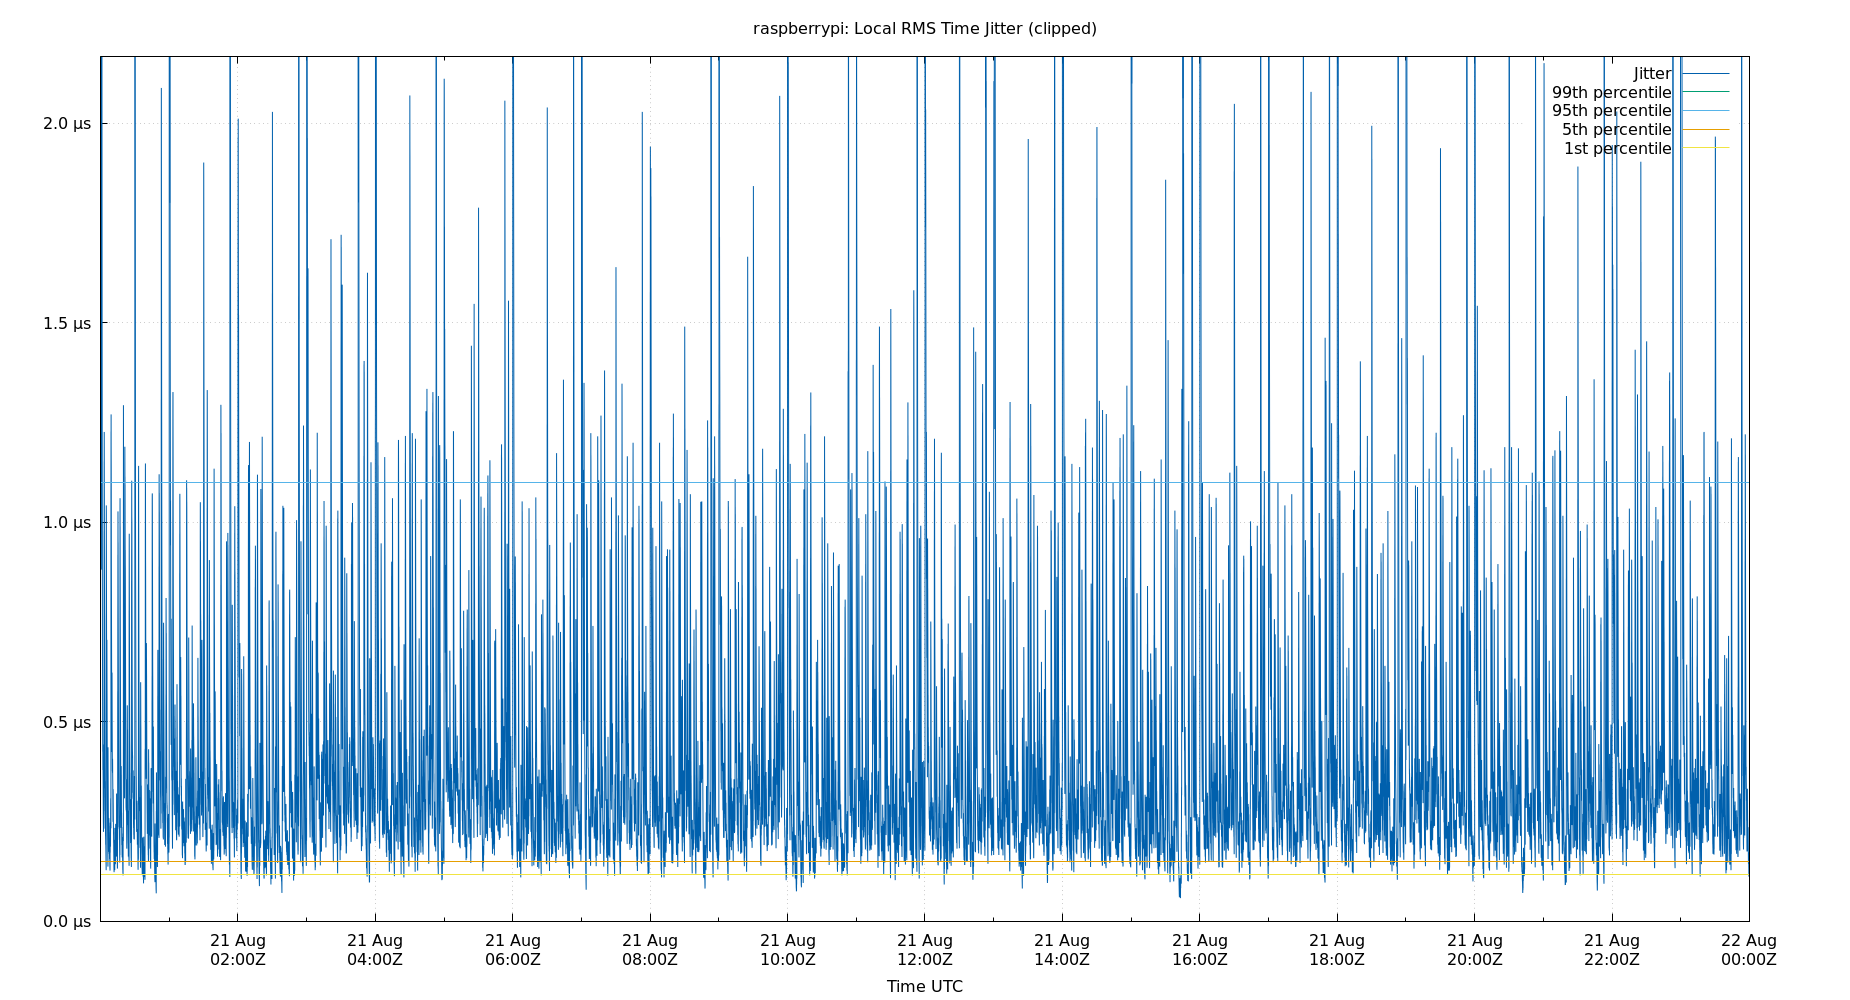 raspberrypi: Local RMS Time Jitter (clipped)
Jitter
99th percentile
95th percentile
5th percentile
1st percentile
2.0 µs
1.5 µs
1.0 µs
0.5 µs
0.0 µs
21 Aug 21 Aug 21 Aug 21 Aug 21 Aug 21 Aug 21 Aug 21 Aug 21 Aug 21 Aug 21 Aug 22 Aug
02:00Z 04:00Z 06:00Z 08:00Z 10:00Z 12:00Z 14:00Z 16:00Z 18:00Z 20:00Z 22:00Z 00:00Z
Time UTC